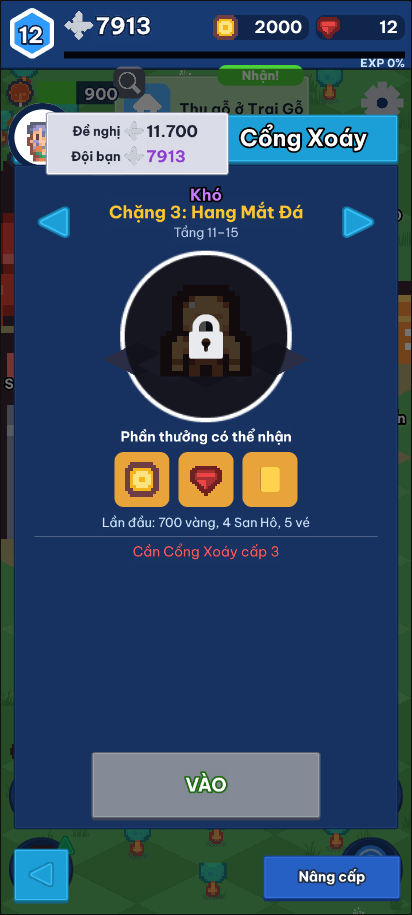 12
7913
2000
12
EXP 0%
900
Nhận!
Thu gỗ ở Trại Gỗ
Đề nghị 11.700
Đội bạn 7913
Cổng Xoáy
Khó
Chặng 3: Hang Mắt Đá
Tầng 11-15
Phần thưởng có thể nhận
Lần đầu: 700 vàng, 4 San Hô, 5 vé
Cần Cổng Xoáy cấp 3
VÀO
Nâng cấp